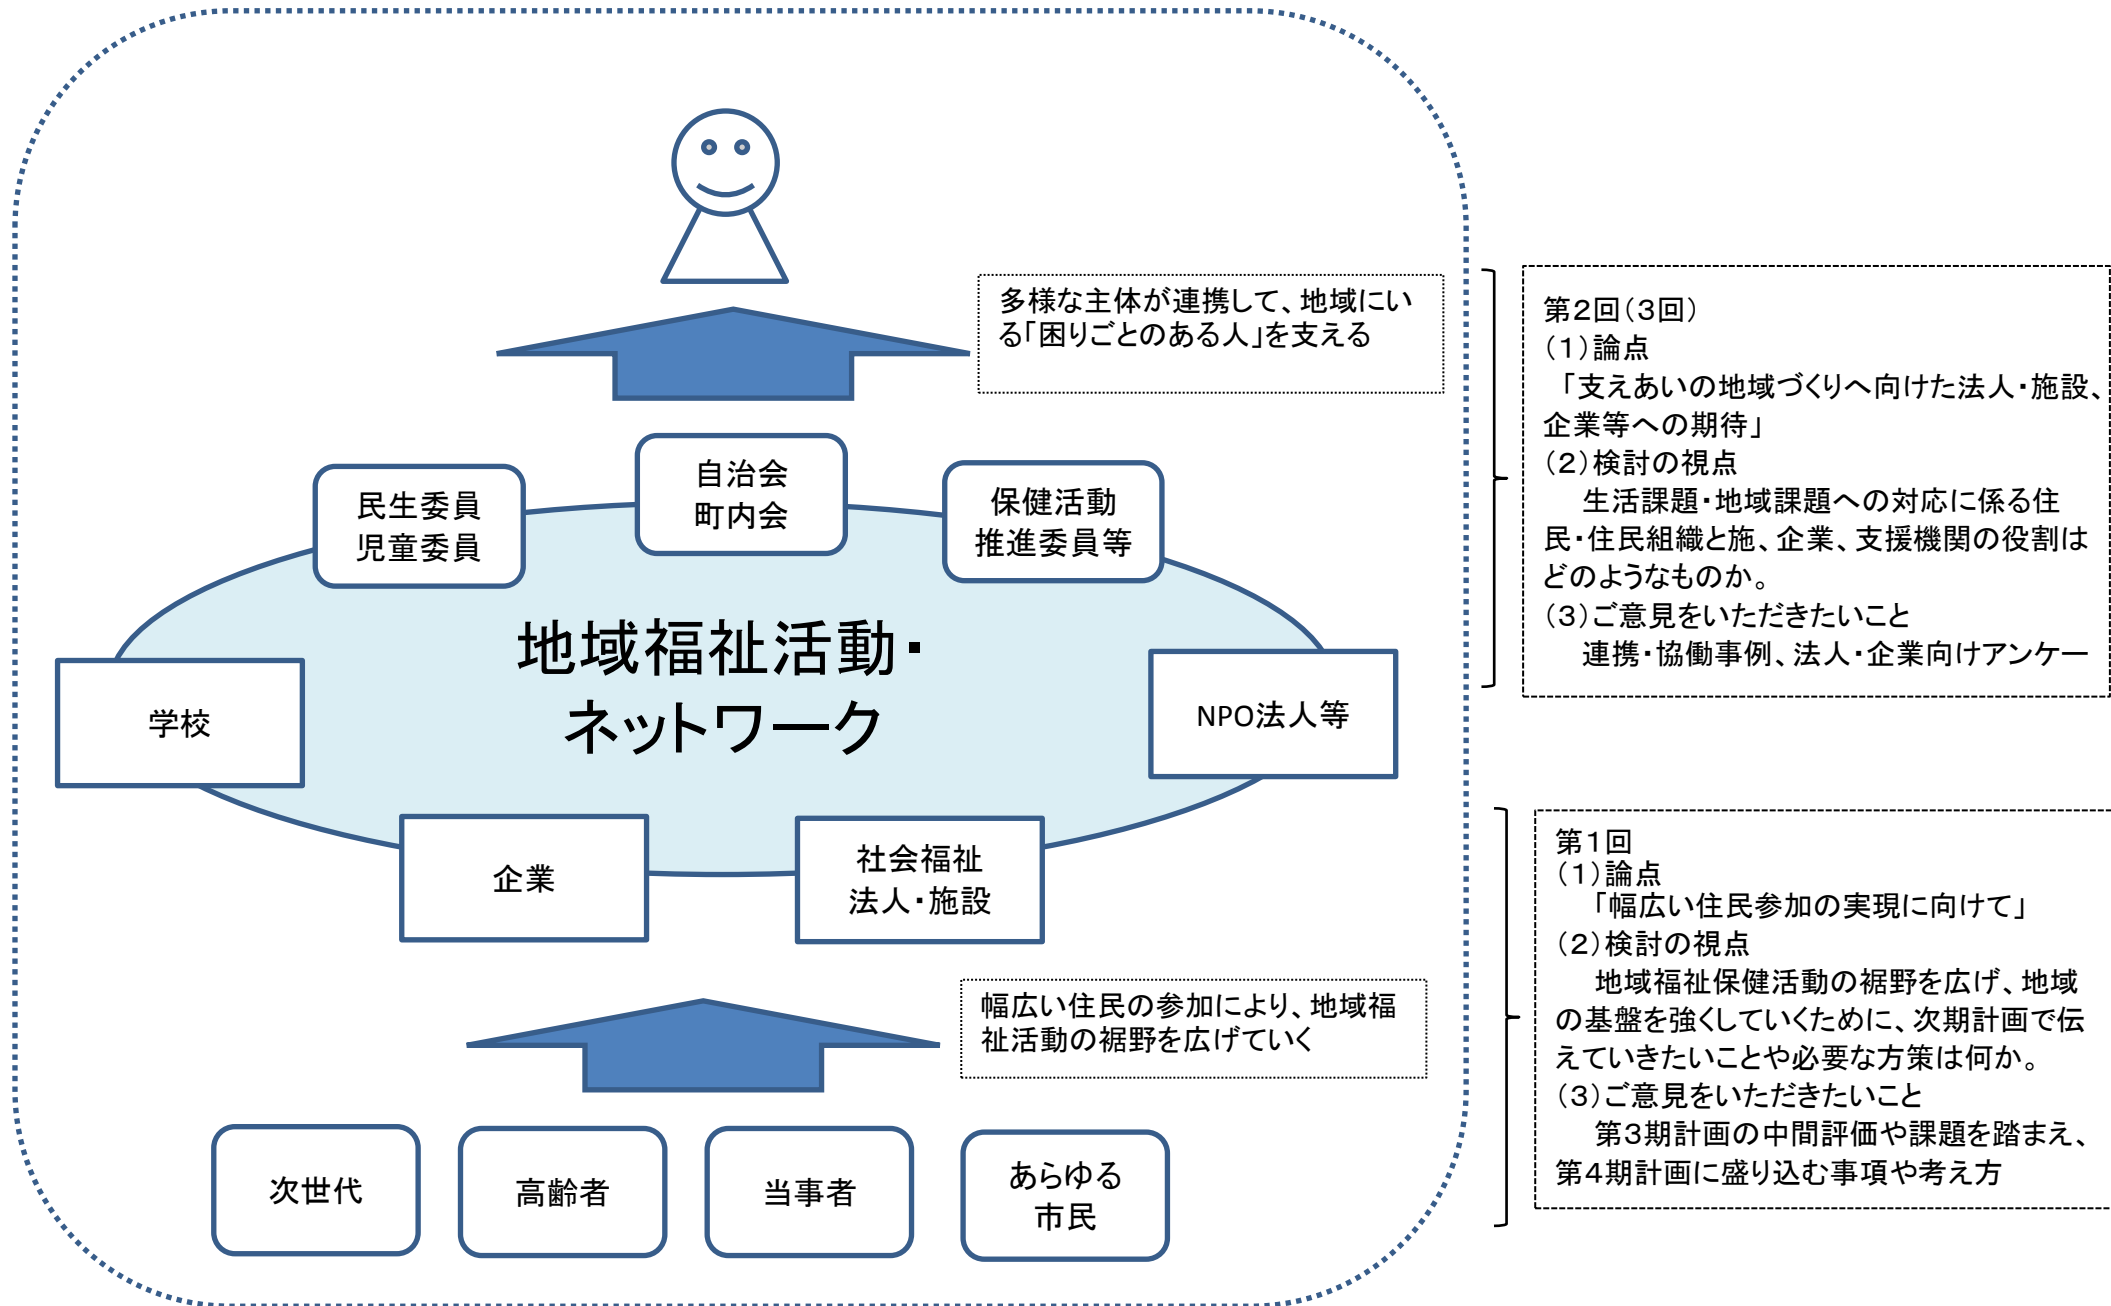 多様な主体が連携して、地域にい
る「困りごとのある人」を支える
民生委員
児童委員
自治会
町内会
保健活動
推進委員等
地域福祉活動・
ネットワーク
学校
NPO法人等
企業
社会福祉
法人・施設
幅広い住民の参加により、地域福
祉活動の裾野を広げていく
次世代
高齢者
当事者
あらゆる
市民
第２回（３回）
（１）論点
「支えあいの地域づくりへ向けた法人・施設、
企業等への期待」
（２）検討の視点
生活課題・地域課題への対応に係る住
民・住民組織と施、企業、支援機関の役割は
どのようなものか。
（３）ご意見をいただきたいこと
連携・協働事例、法人・企業向けアンケー
第１回
（１）論点
「幅広い住民参加の実現に向けて」
（２）検討の視点
地域福祉保健活動の裾野を広げ、地域
の基盤を強くしていくために、次期計画で伝
えていきたいことや必要な方策は何か。
（３）ご意見をいただきたいこと
第３期計画の中間評価や課題を踏まえ、
第４期計画に盛り込む事項や考え方